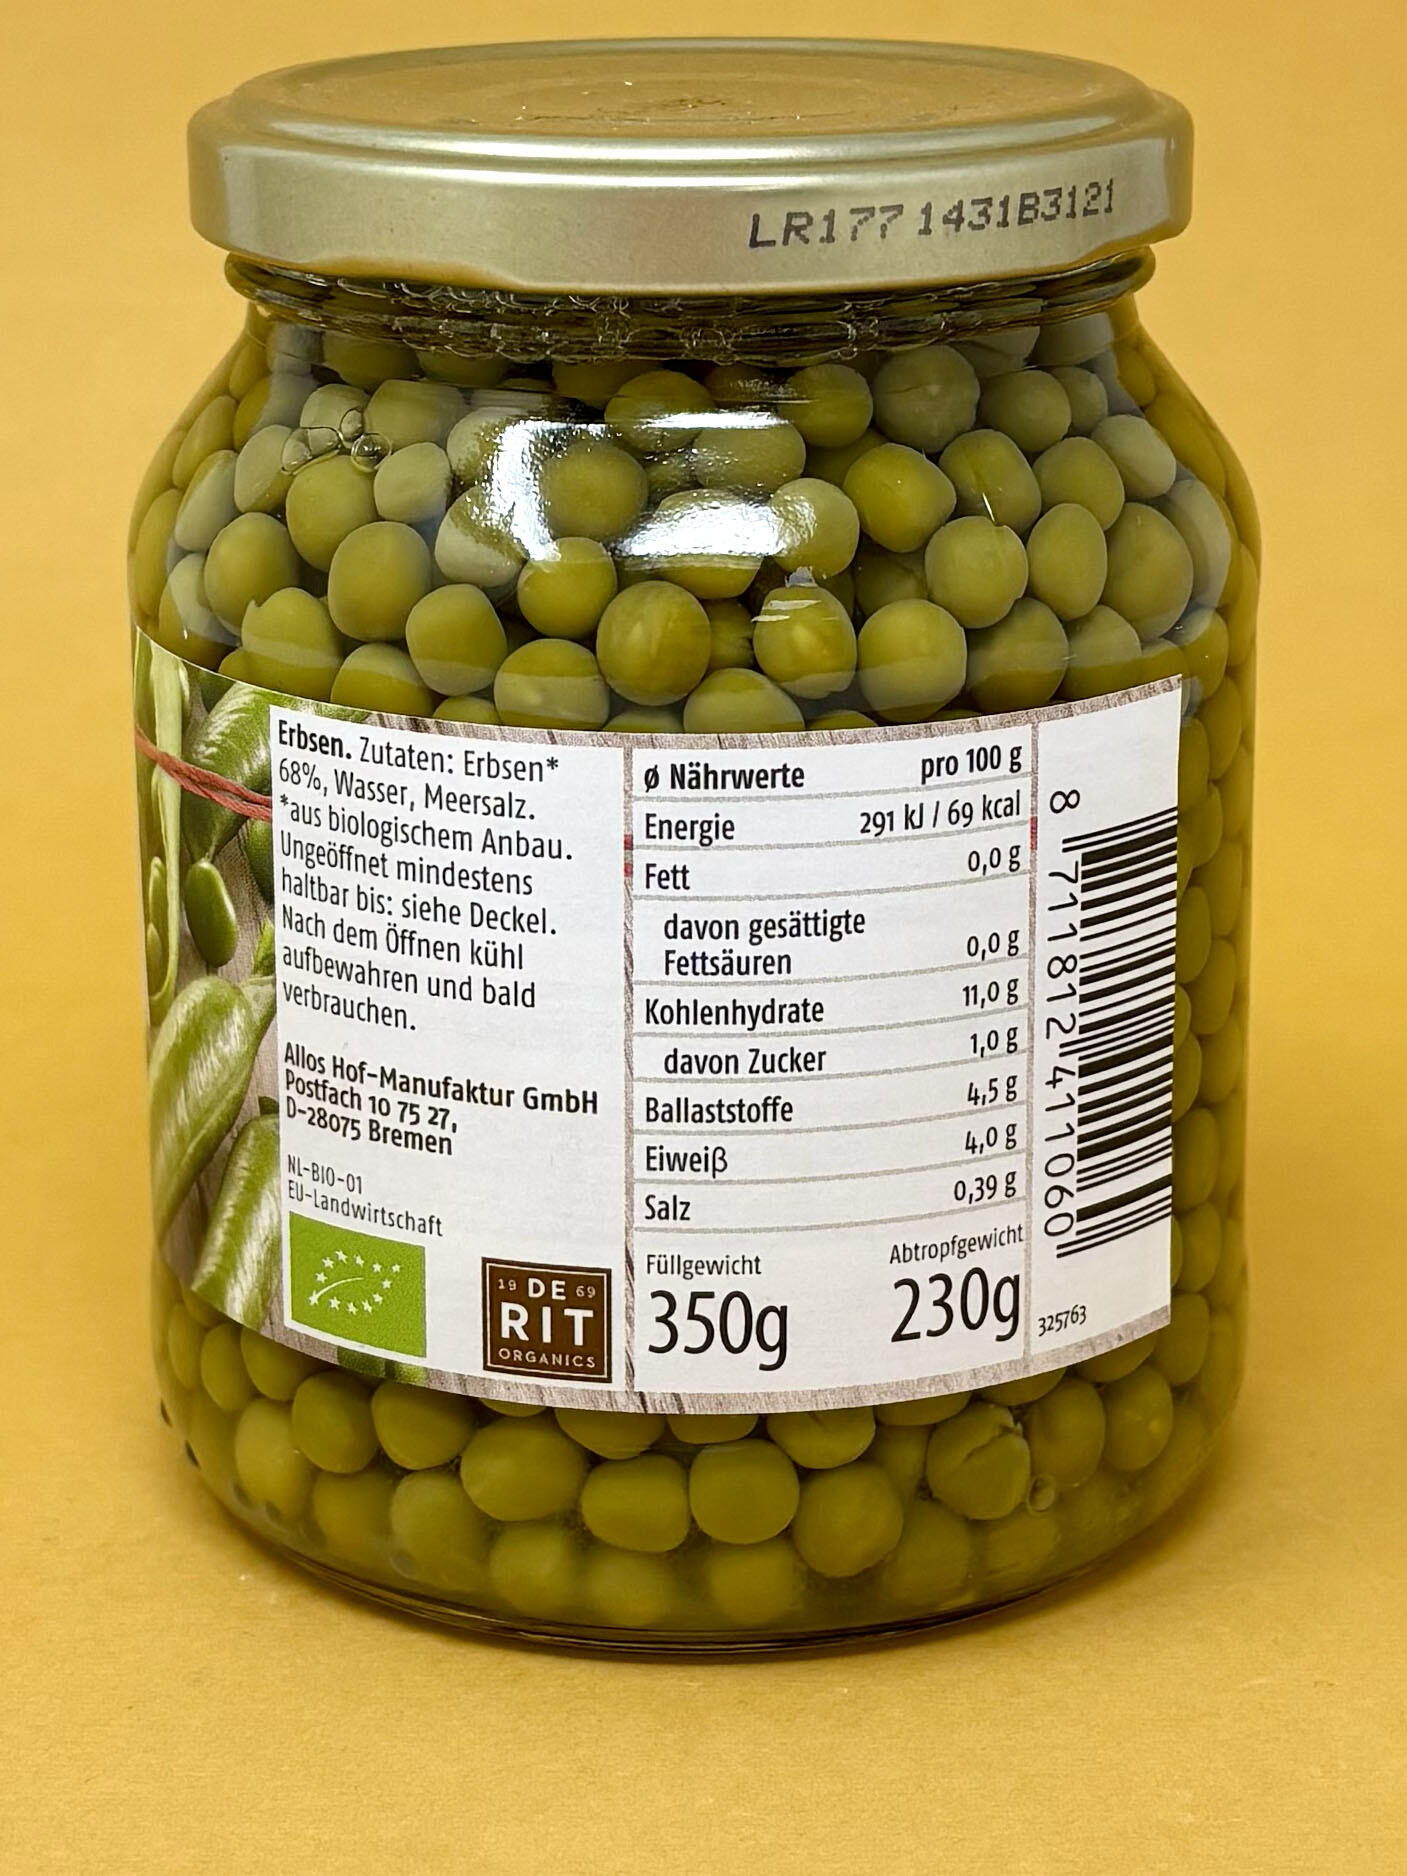 LR177 1431B3121
Erbsen. Zutaten: Erbsen*
68%, Wasser, Meersalz.
*aus biologischem Anbau.
Ungeöffnet mindestens
haltbar bis: siehe Deckel.
Nach dem Öffnen kühl
aufbewahren und bald
verbrauchen.
Allos Hof-Manufaktur GmbH
Postfach 10 75 27,
D-28075 Bremen
NL-BIO-01
EU-Landwirtschaft
19 DE 69
RIT
ORGANICS
ø Nährwerte pro 100 g
Energie 291 kJ / 69 kcal
Fett 0,0 g
davon gesättigte
Fettsäuren 0,0 g
Kohlenhydrate 11,0 g
davon Zucker 1,0 g
Ballaststoffe 4,5 g
Eiweiß 4,0 g
Salz 0,39 g
Füllgewicht Abtropfgewicht
350g 230g
8 711812 411060
325763